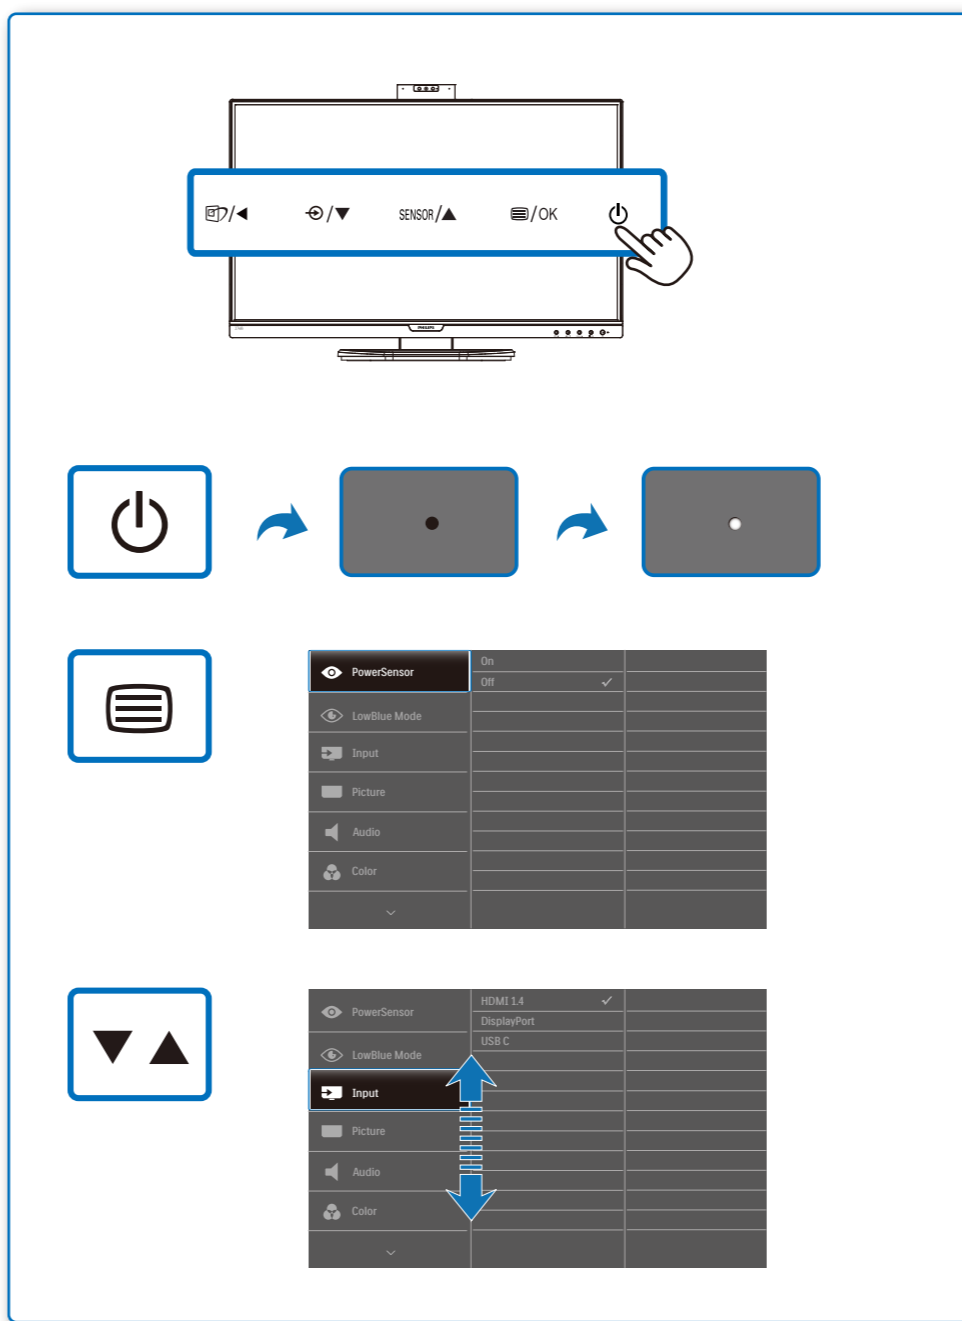 /◀
/▼
SENSOR/▲
/OK
PHILIPS
PowerSensor
On
Off ✓
LowBlue Mode
Input
Picture
Audio
Color
▼ ▲
PowerSensor
HDMI 1.4 ✓
DisplayPort
USB C
LowBlue Mode
Input
Picture
Audio
Color